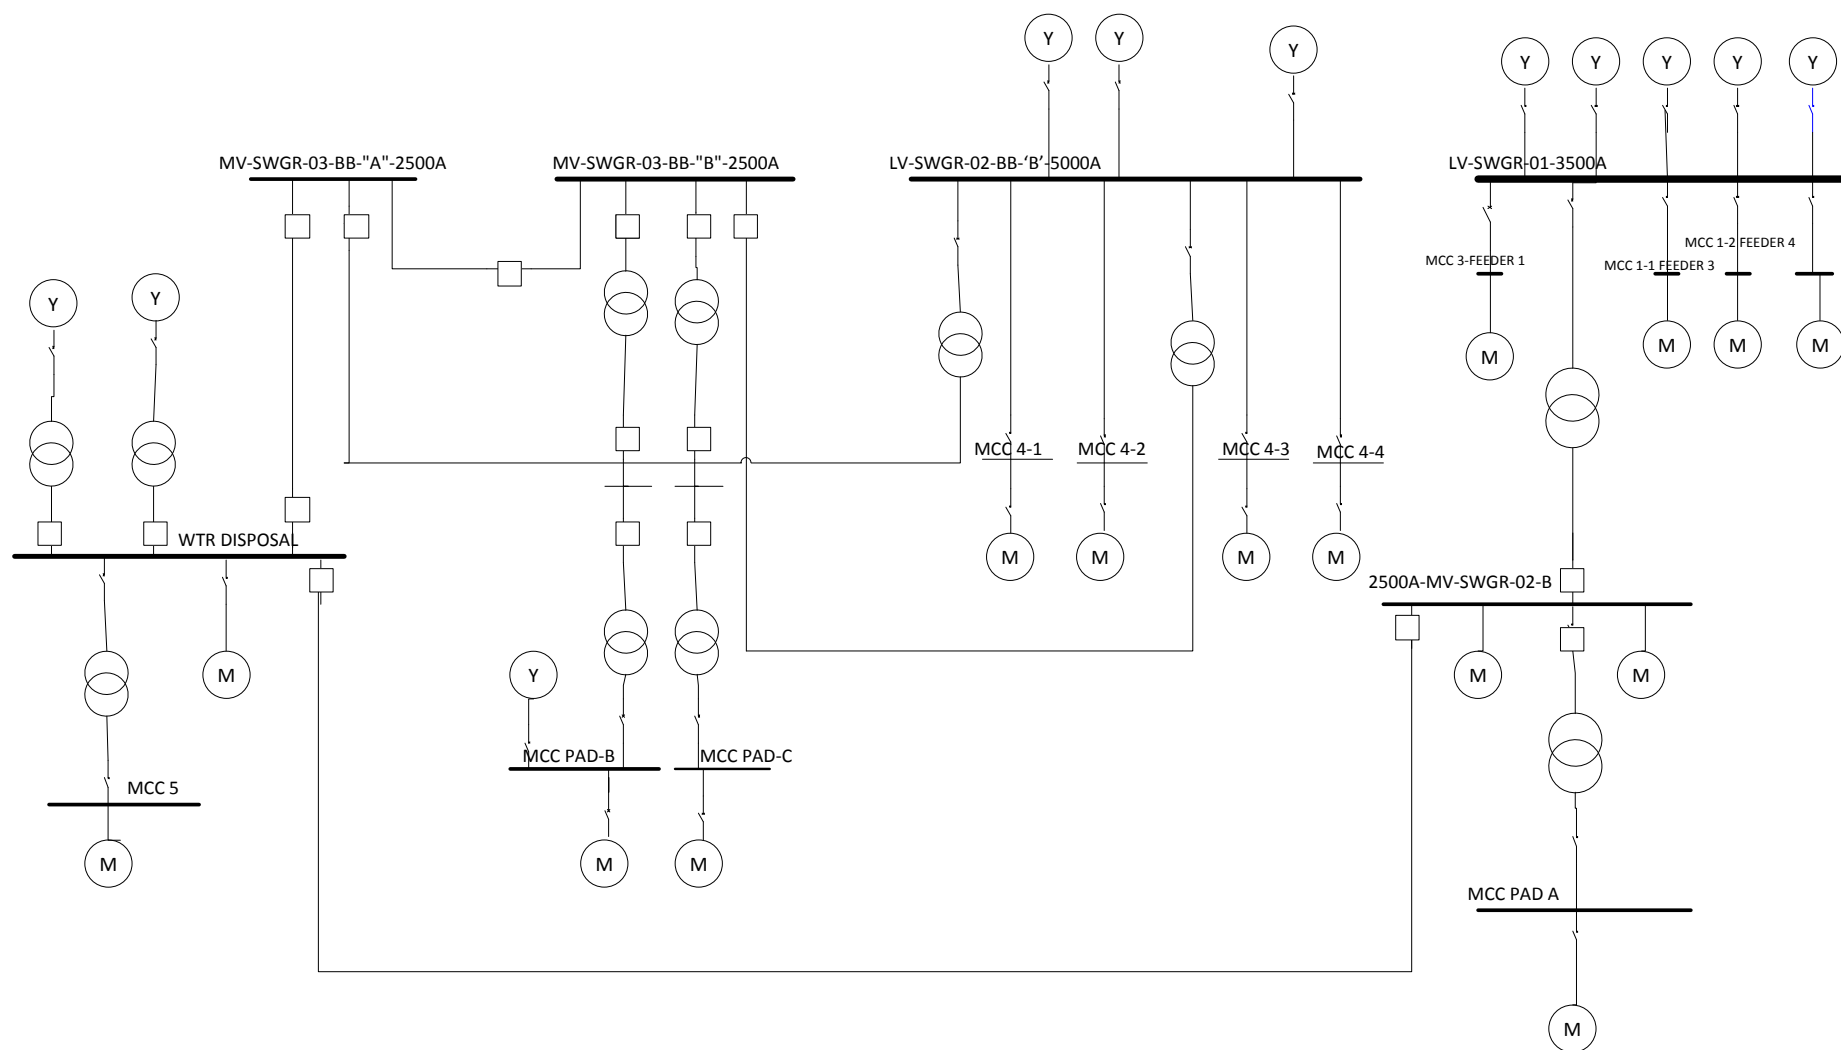 Y
Y
Y
Y
Y
Y
Y
Y
MV-SWGR-03-BB-"A"-2500A
MV-SWGR-03-BB-"B"-2500A
LV-SWGR-02-BB-‘B’-5000A
LV-SWGR-01-3500A
MCC 1-2 FEEDER 4
MCC 3-FEEDER 1
MCC 1-1 FEEDER 3
Y
Y
M
M
M
M
MCC 4-1
MCC 4-2
MCC 4-3
MCC 4-4
WTR DISPOSAL
M
M
M
M
2500A-MV-SWGR-02-B
M
Y
M
M
MCC PAD-B
MCC PAD-C
MCC 5
M
M
M
MCC PAD A
M